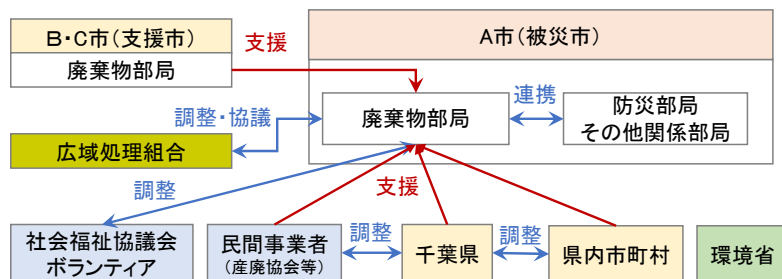 B・C市（支援市）
廃棄物部局
支援
A市（被災市）
調整・協議
廃棄物部局
連携
防災部局
その他関係部局
広域処理組合
調整
支援
社会福祉協議会
ボランティア
民間事業者
（産廃協会等）
調整
千葉県
調整
県内市町村
環境省